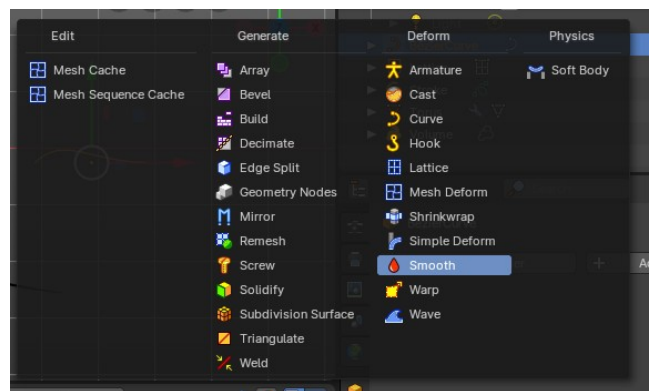 Edit
Mesh Cache
Mesh Sequence Cache
Generate
Array
Bevel
Build
Decimate
Edge Split
Geometry Nodes
Mirror
Remesh
Screw
Solidify
Subdivision Surface
Triangulate
Weld
Deform
Armature
Cast
Curve
Hook
Lattice
Mesh Deform
Shrinkwrap
Simple Deform
Smooth
Warp
Wave
Physics
Soft Body